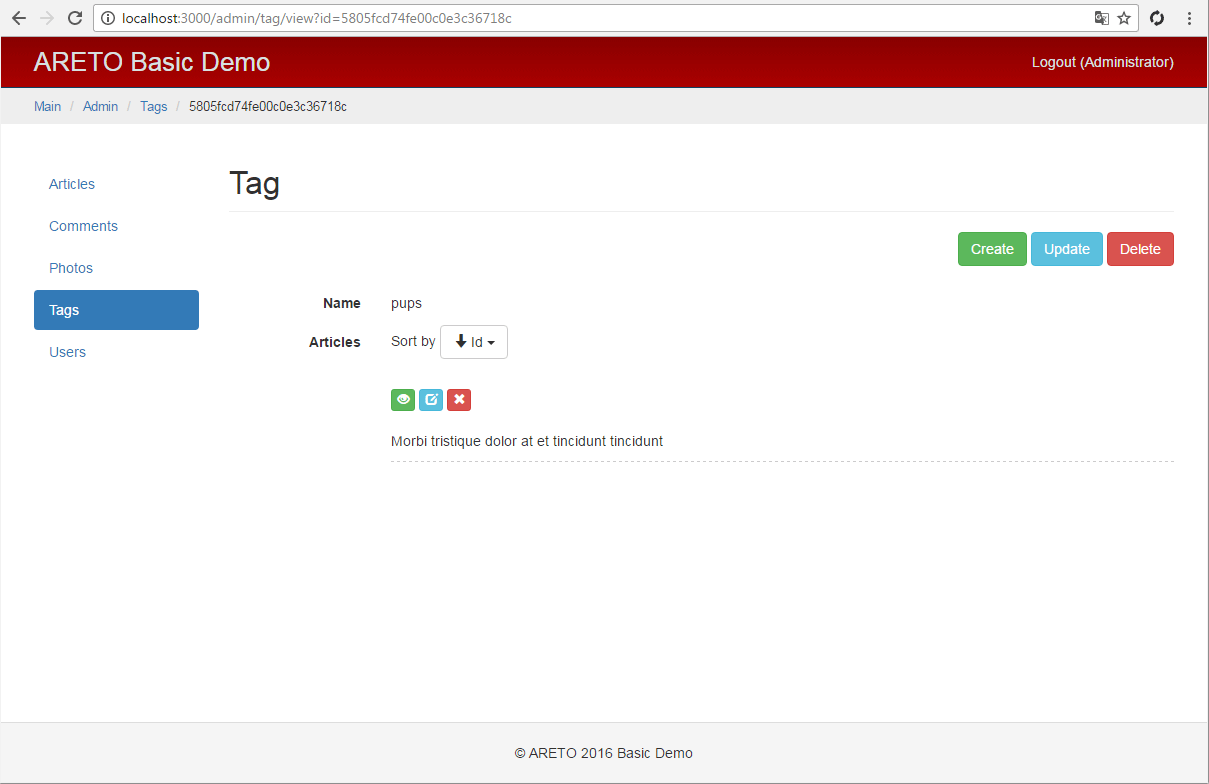 localhost:3000/admin/tag/view?id=5805fcd74fe00c0e3c36718c
ARETO Basic Demo
Logout (Administrator)
Main / Admin / Tags / 5805fcd74fe00c0e3c36718c
Articles
Comments
Photos
Tags
Users
Tag
Create Update Delete
Name pups
Articles Sort by Id
Morbi tristique dolor at et tincidunt tincidunt
© ARETO 2016 Basic Demo